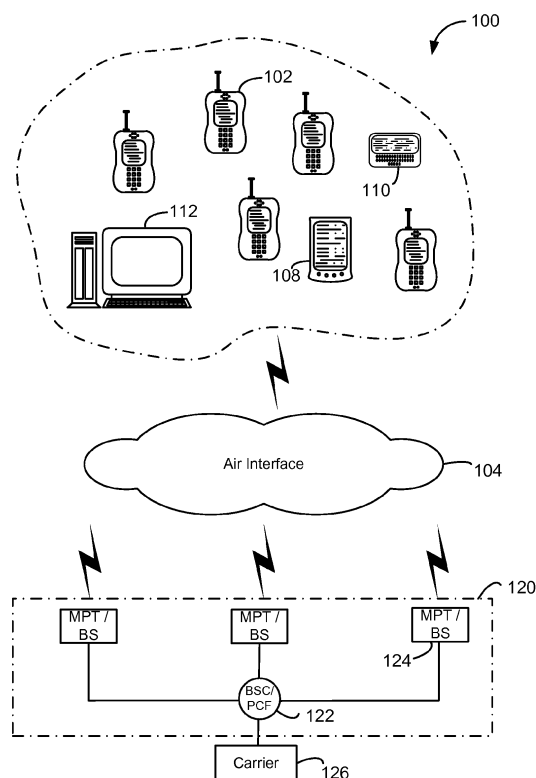 100
102
110
112
108
Air Interface
104
120
MPT /
BS
MPT /
BS
MPT /
BS
124
BSC/
PCF
122
Carrier
126